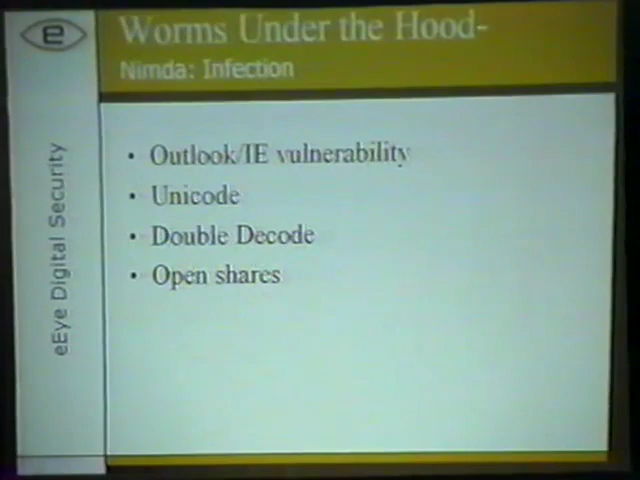 e
Worms Under the Hood-
Nimda: Infection
eEye Digital Security
• Outlook/IE vulnerability
• Unicode
• Double Decode
• Open shares